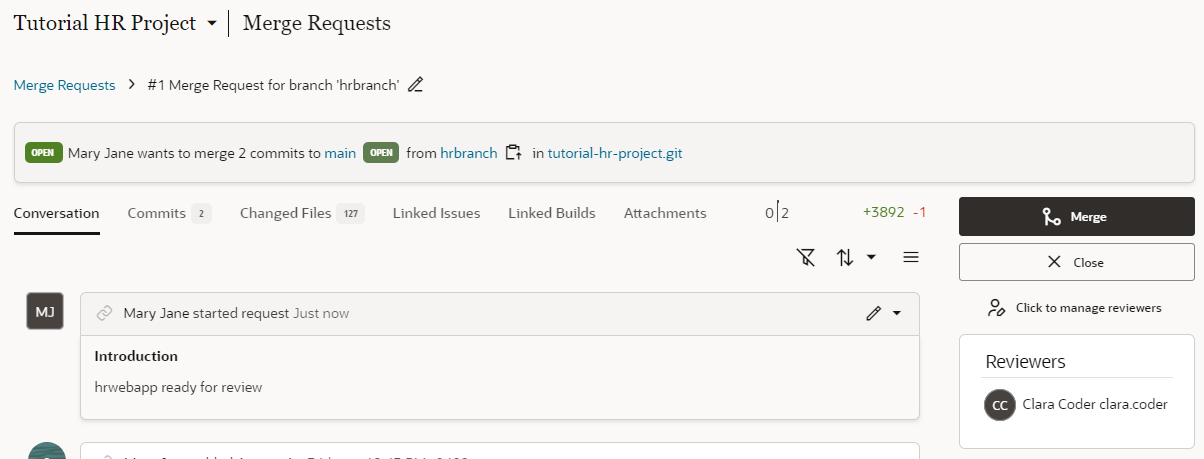 Tutorial HR Project Merge Requests
Merge Requests > #1 Merge Request for branch 'hrbranch'
OPEN Mary Jane wants to merge 2 commits to main OPEN from hrbranch in tutorial-hr-project.git
Conversation Commits 2 Changed Files 127 Linked Issues Linked Builds Attachments 0 2 +3892 -1
Merge
Close
Click to manage reviewers
MJ Mary Jane started request Just now
Introduction
hrwebapp ready for review
Reviewers
CC Clara Coder clara.coder